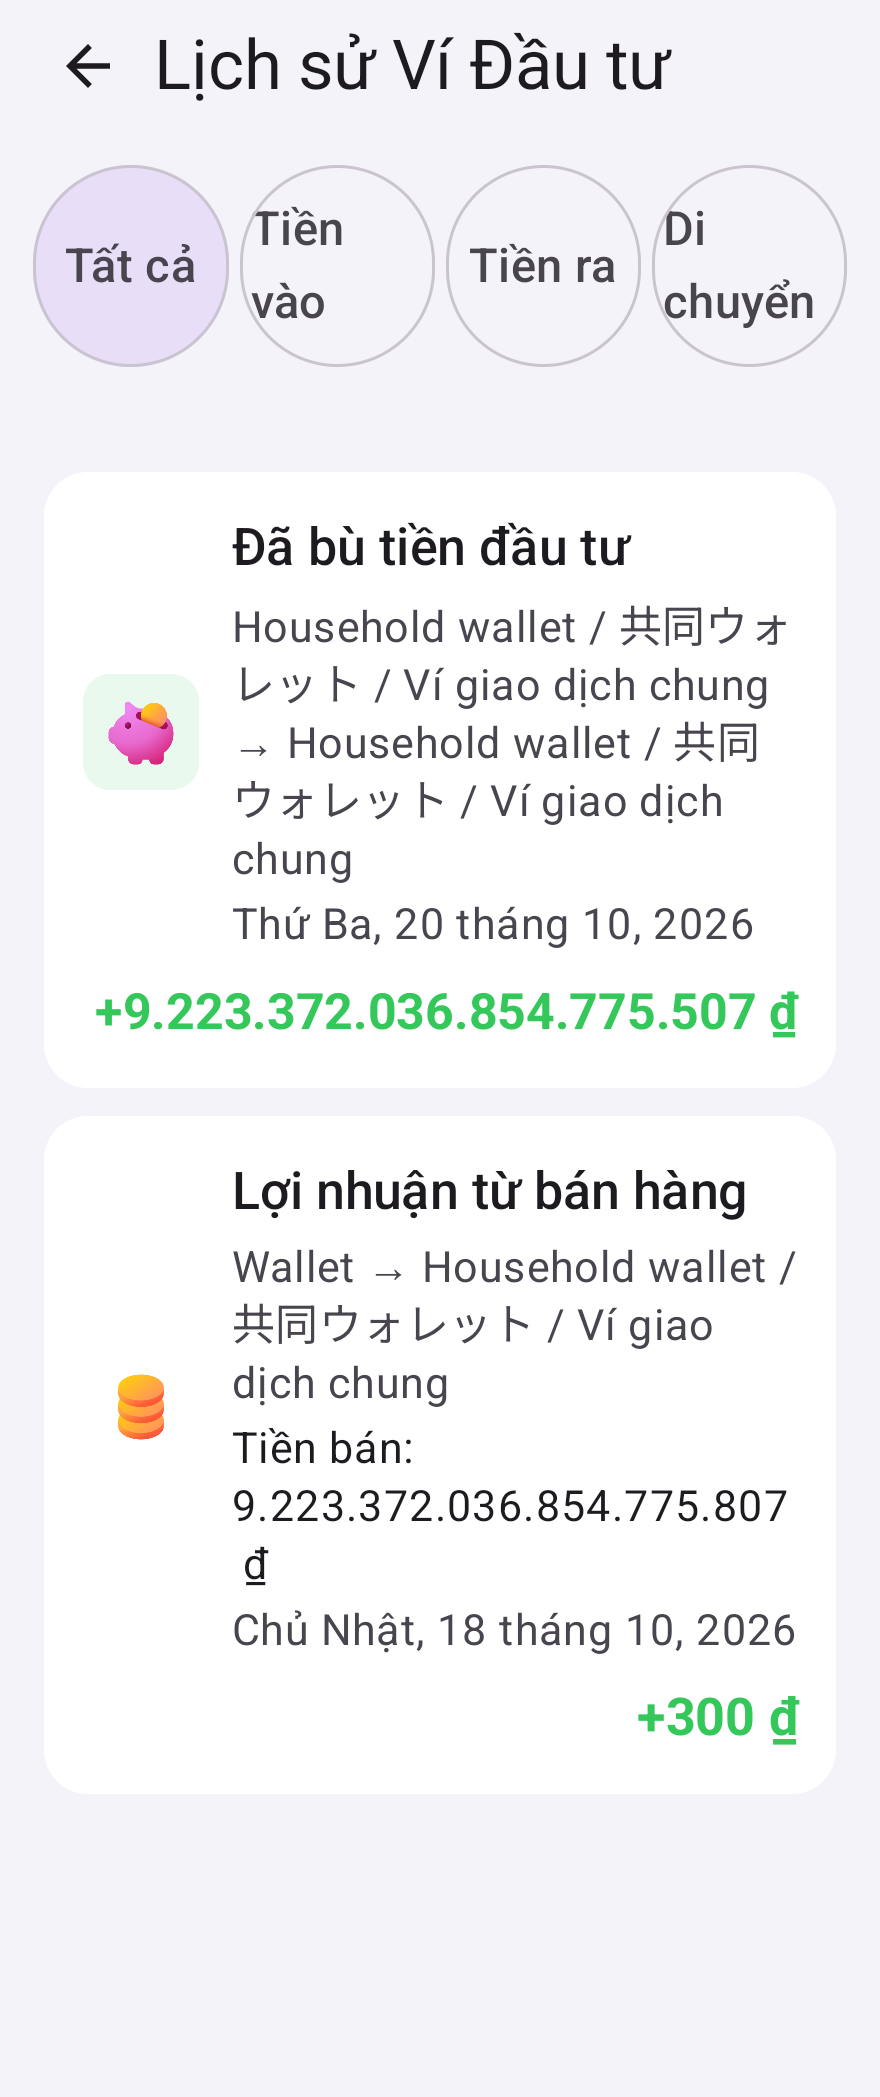 Lịch sử Ví Đầu tư
Tất cả
Tiền
vào
Tiền ra
Di
chuyển
Đã bù tiền đầu tư
Household wallet / 共同ウォ
レット / Ví giao dịch chung
→ Household wallet / 共同
ウォレット / Ví giao dịch
chung
Thứ Ba, 20 tháng 10, 2026
+9.223.372.036.854.775.507 ₫
Lợi nhuận từ bán hàng
Wallet → Household wallet /
共同ウォレット / Ví giao
dịch chung
Tiền bán:
9.223.372.036.854.775.807
₫
Chủ Nhật, 18 tháng 10, 2026
+300 ₫